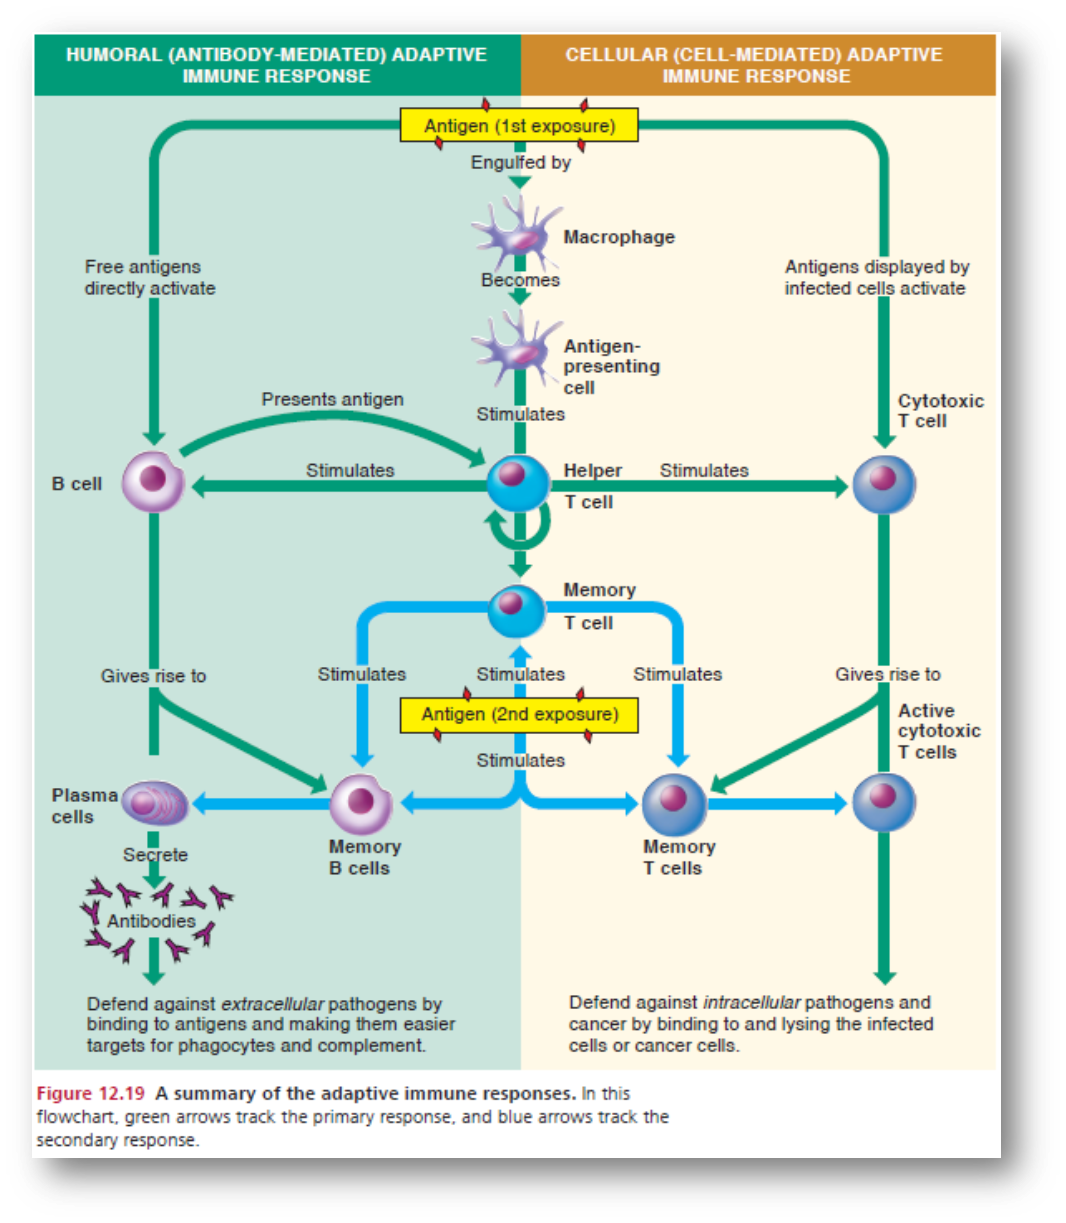 HUMORAL (ANTIBODY-MEDIATED) ADAPTIVE
IMMUNE RESPONSE
CELLULAR (CELL-MEDIATED) ADAPTIVE
IMMUNE RESPONSE
Antigen (1st exposure)
Engulfed by
Macrophage
Free antigens
directly activate
Becomes
Antigens displayed by
infected cells activate
Antigen-
presenting
cell
Presents antigen
Stimulates
Cytotoxic
T cell
B cell
Stimulates
Helper
T cell
Stimulates
Memory
T cell
Gives rise to
Stimulates
Stimulates
Stimulates
Gives rise to
Antigen (2nd exposure)
Active
cytotoxic
T cells
Stimulates
Plasma
cells
Memory
B cells
Memory
T cells
Secrete
Antibodies
Defend against extracellular pathogens by
binding to antigens and making them easier
targets for phagocytes and complement.
Defend against intracellular pathogens and
cancer by binding to and lysing the infected
cells or cancer cells.
Figure 12.19 A summary of the adaptive immune responses. In this
flowchart, green arrows track the primary response, and blue arrows track the
secondary response.